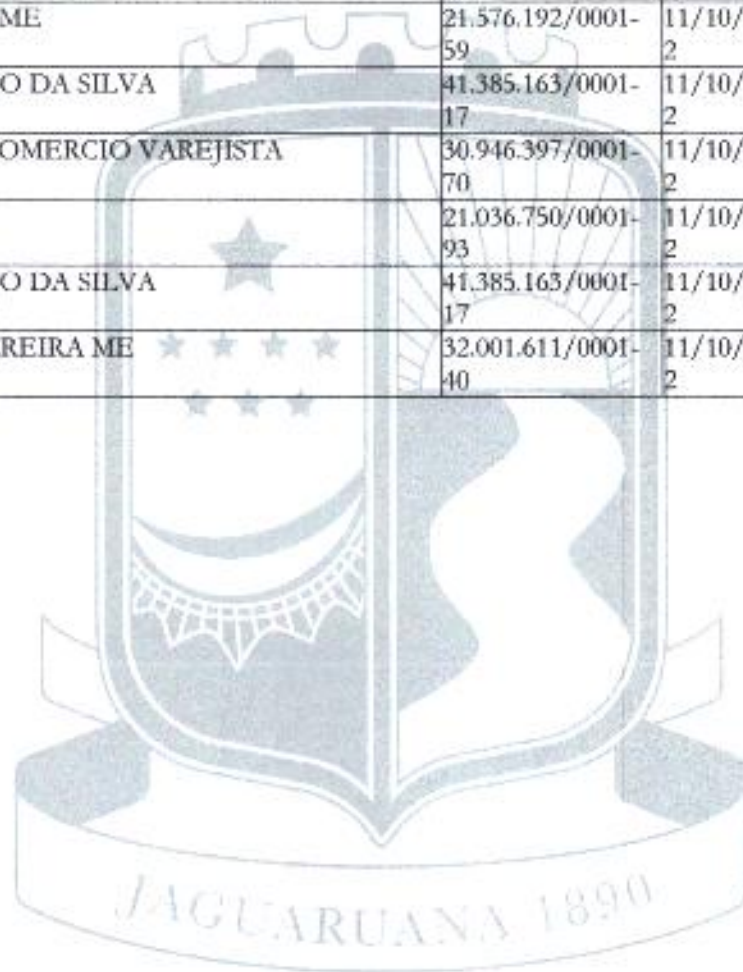 ME 21.576.192/0001- 11/10/
59 2
O DA SILVA 41.385.163/0001- 11/10/
17 2
OMERCIO VAREJISTA 30.946.397/0001- 11/10/
70 2
21.036.750/0001- 11/10/
93 2
O DA SILVA 41.385.163/0001- 11/10/
17 2
REIRA ME 32.001.611/0001- 11/10/
40 2
JAGUARUANA 1890